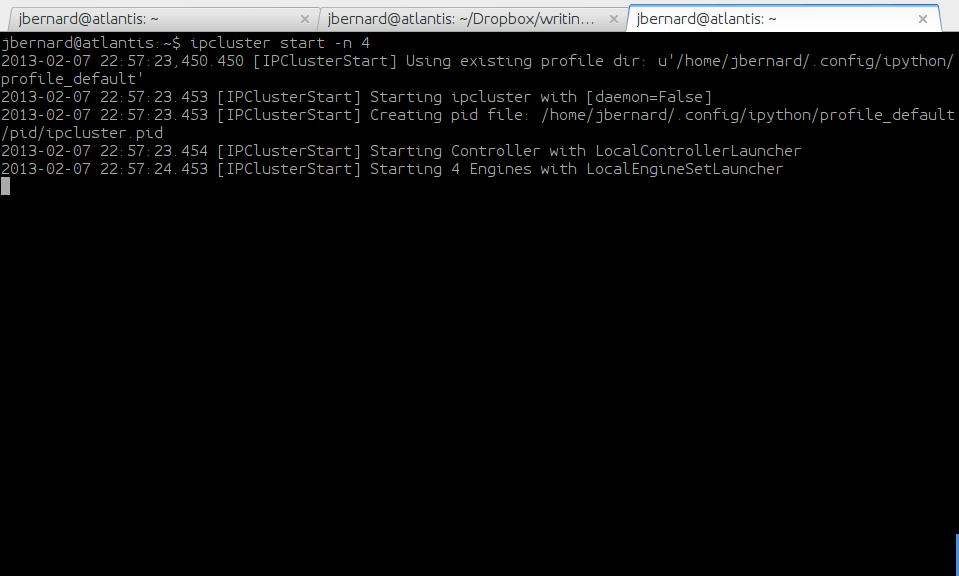 jbernard@atlantis: ~
jbernard@atlantis: ~/Dropbox/writin...
jbernard@atlantis: ~
jbernard@atlantis:~$ ipcluster start -n 4
2013-02-07 22:57:23,450.450 [IPClusterStart] Using existing profile dir: u'/home/jbernard/.config/ipython/
profile_default'
2013-02-07 22:57:23.453 [IPClusterStart] Starting ipcluster with [daemon=False]
2013-02-07 22:57:23.453 [IPClusterStart] Creating pid file: /home/jbernard/.config/ipython/profile_default
/pid/ipcluster.pid
2013-02-07 22:57:23.454 [IPClusterStart] Starting Controller with LocalControllerLauncher
2013-02-07 22:57:24.453 [IPClusterStart] Starting 4 Engines with LocalEngineSetLauncher